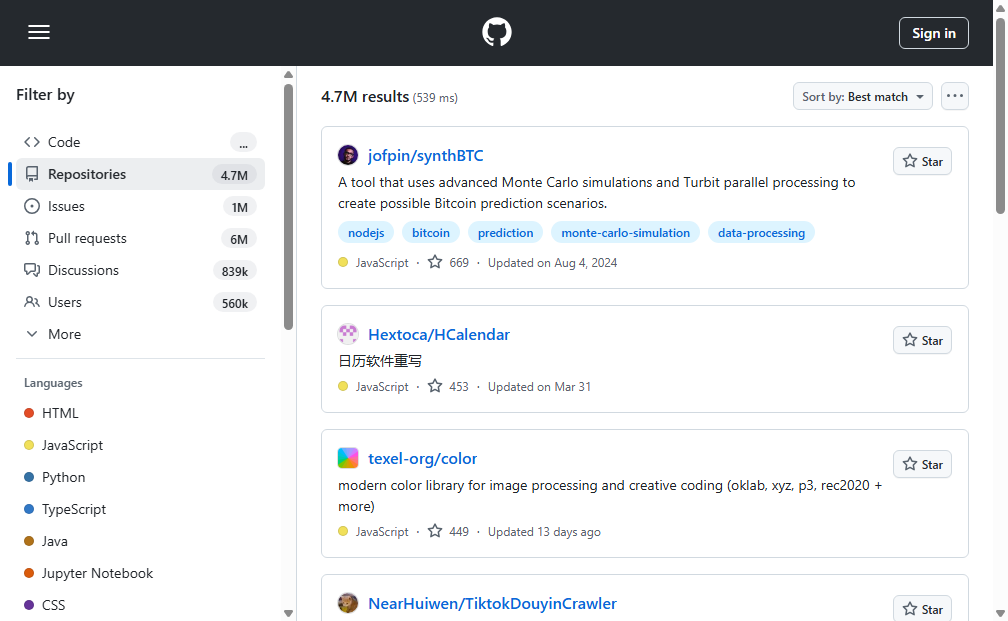 Sign in
Filter by
Code ...
Repositories 4.7M
Issues 1M
Pull requests 6M
Discussions 839k
Users 560k
More
Languages
HTML
JavaScript
Python
TypeScript
Java
Jupyter Notebook
CSS
4.7M results (539 ms)
Sort by: Best match
jofpin/synthBTC
Star
A tool that uses advanced Monte Carlo simulations and Turbit parallel processing to
create possible Bitcoin prediction scenarios.
nodejs bitcoin prediction monte-carlo-simulation data-processing
JavaScript · 669 · Updated on Aug 4, 2024
Hextoca/HCalendar
Star
日历软件重写
JavaScript · 453 · Updated on Mar 31
texel-org/color
Star
modern color library for image processing and creative coding (oklab, xyz, p3, rec2020 +
more)
JavaScript · 449 · Updated 13 days ago
NearHuiwen/TiktokDouyinCrawler
Star